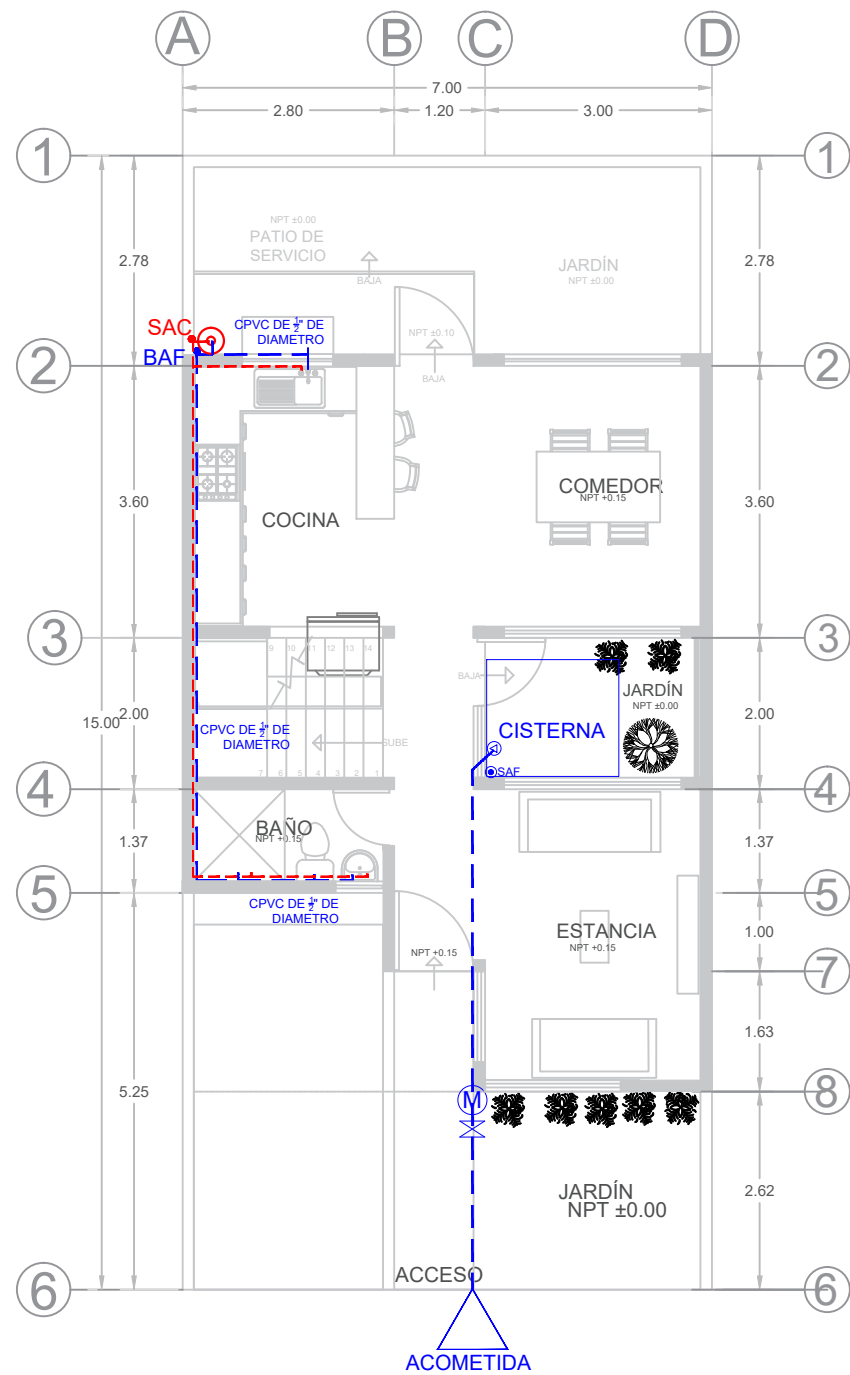 A
B
C
D
7.00
2.80
1.20
3.00
1
1
NPT ±0.00
PATIO DE
SERVICIO
BAJA
JARDÍN
NPT ±0.00
2.78
2.78
SAC
CPVC DE ½" DE
DIAMETRO
NPT ±0.10
BAF
2
2
BAJA
3.60
3.60
COCINA
COMEDOR
NPT +0.15
3
3
9
10
11
12
13
14
BAJA
JARDÍN
NPT ±0.00
15.00
2.00
2.00
CPVC DE ½" DE
DIAMETRO
SUBE
CISTERNA
SAF
7
6
5
4
3
2
1
4
4
1.37
1.37
BAÑO
NPT +0.15
5
5
CPVC DE ½" DE
DIAMETRO
NPT +0.15
ESTANCIA
NPT +0.15
1.00
7
1.63
5.25
8
M
2.62
JARDÍN
NPT ±0.00
ACCESO
6
6
ACOMETIDA